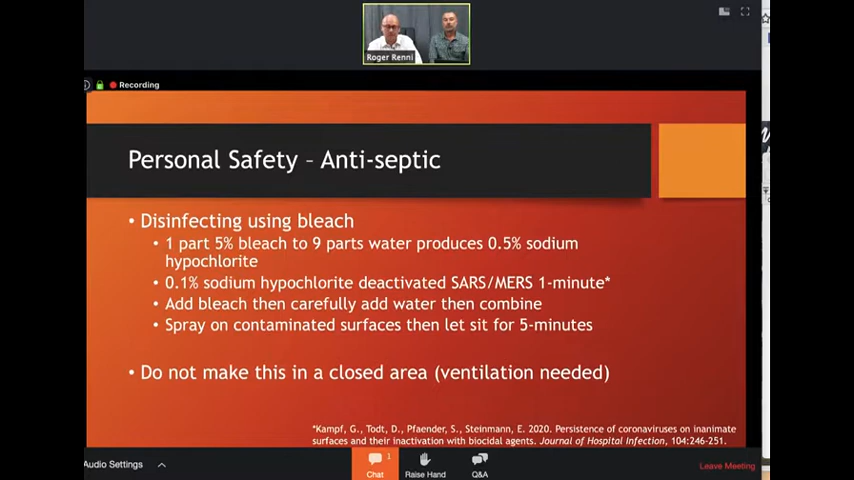 Roger Renni
Recording
Personal Safety – Anti-septic
• Disinfecting using bleach
• 1 part 5% bleach to 9 parts water produces 0.5% sodium
hypochlorite
• 0.1% sodium hypochlorite deactivated SARS/MERS 1-minute*
• Add bleach then carefully add water then combine
• Spray on contaminated surfaces then let sit for 5-minutes
• Do not make this in a closed area (ventilation needed)
*Kampf, G., Todt, D., Pfaender, S., Steinmann, E. 2020. Persistence of coronaviruses on inanimate
surfaces and their inactivation with biocidal agents. Journal of Hospital Infection, 104:246-251.
Audio Settings
Chat 1
Raise Hand
Q&A
Leave Meeting